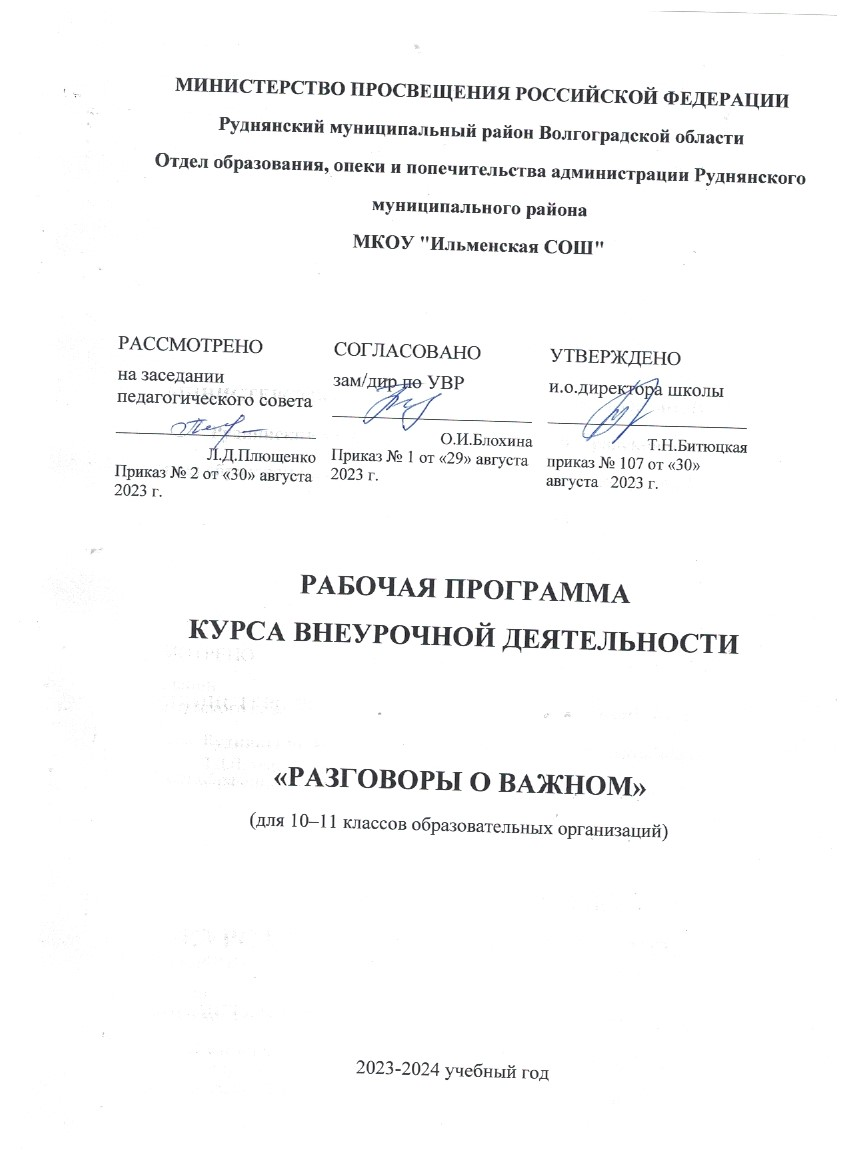 МИНИСТЕРСТВО ПРОСВЕЩЕНИЯ РОССИЙСКОЙ ФЕДЕРАЦИИ
Руднянский муниципальный район Волгоградской области
Отдел образования, опеки и попечительства администрации Руднянского
муниципального района
МКОУ "Ильменская СОШ"
РАССМОТРЕНО
на заседании
педагогического совета
Л.Д.Плющенко
Приказ № 2 от «30» августа
2023 г.
СОГЛАСОВАНО
зам/дир по УВР
О.И.Блохина
Приказ № 1 от «29» августа
2023 г.
УТВЕРЖДЕНО
и.о.директора школы
Т.Н.Битюцкая
приказ № 107 от «30»
августа 2023 г.
РАБОЧАЯ ПРОГРАММА
КУРСА ВНЕУРОЧНОЙ ДЕЯТЕЛЬНОСТИ
«РАЗГОВОРЫ О ВАЖНОМ»
(для 10–11 классов образовательных организаций)
2023-2024 учебный год